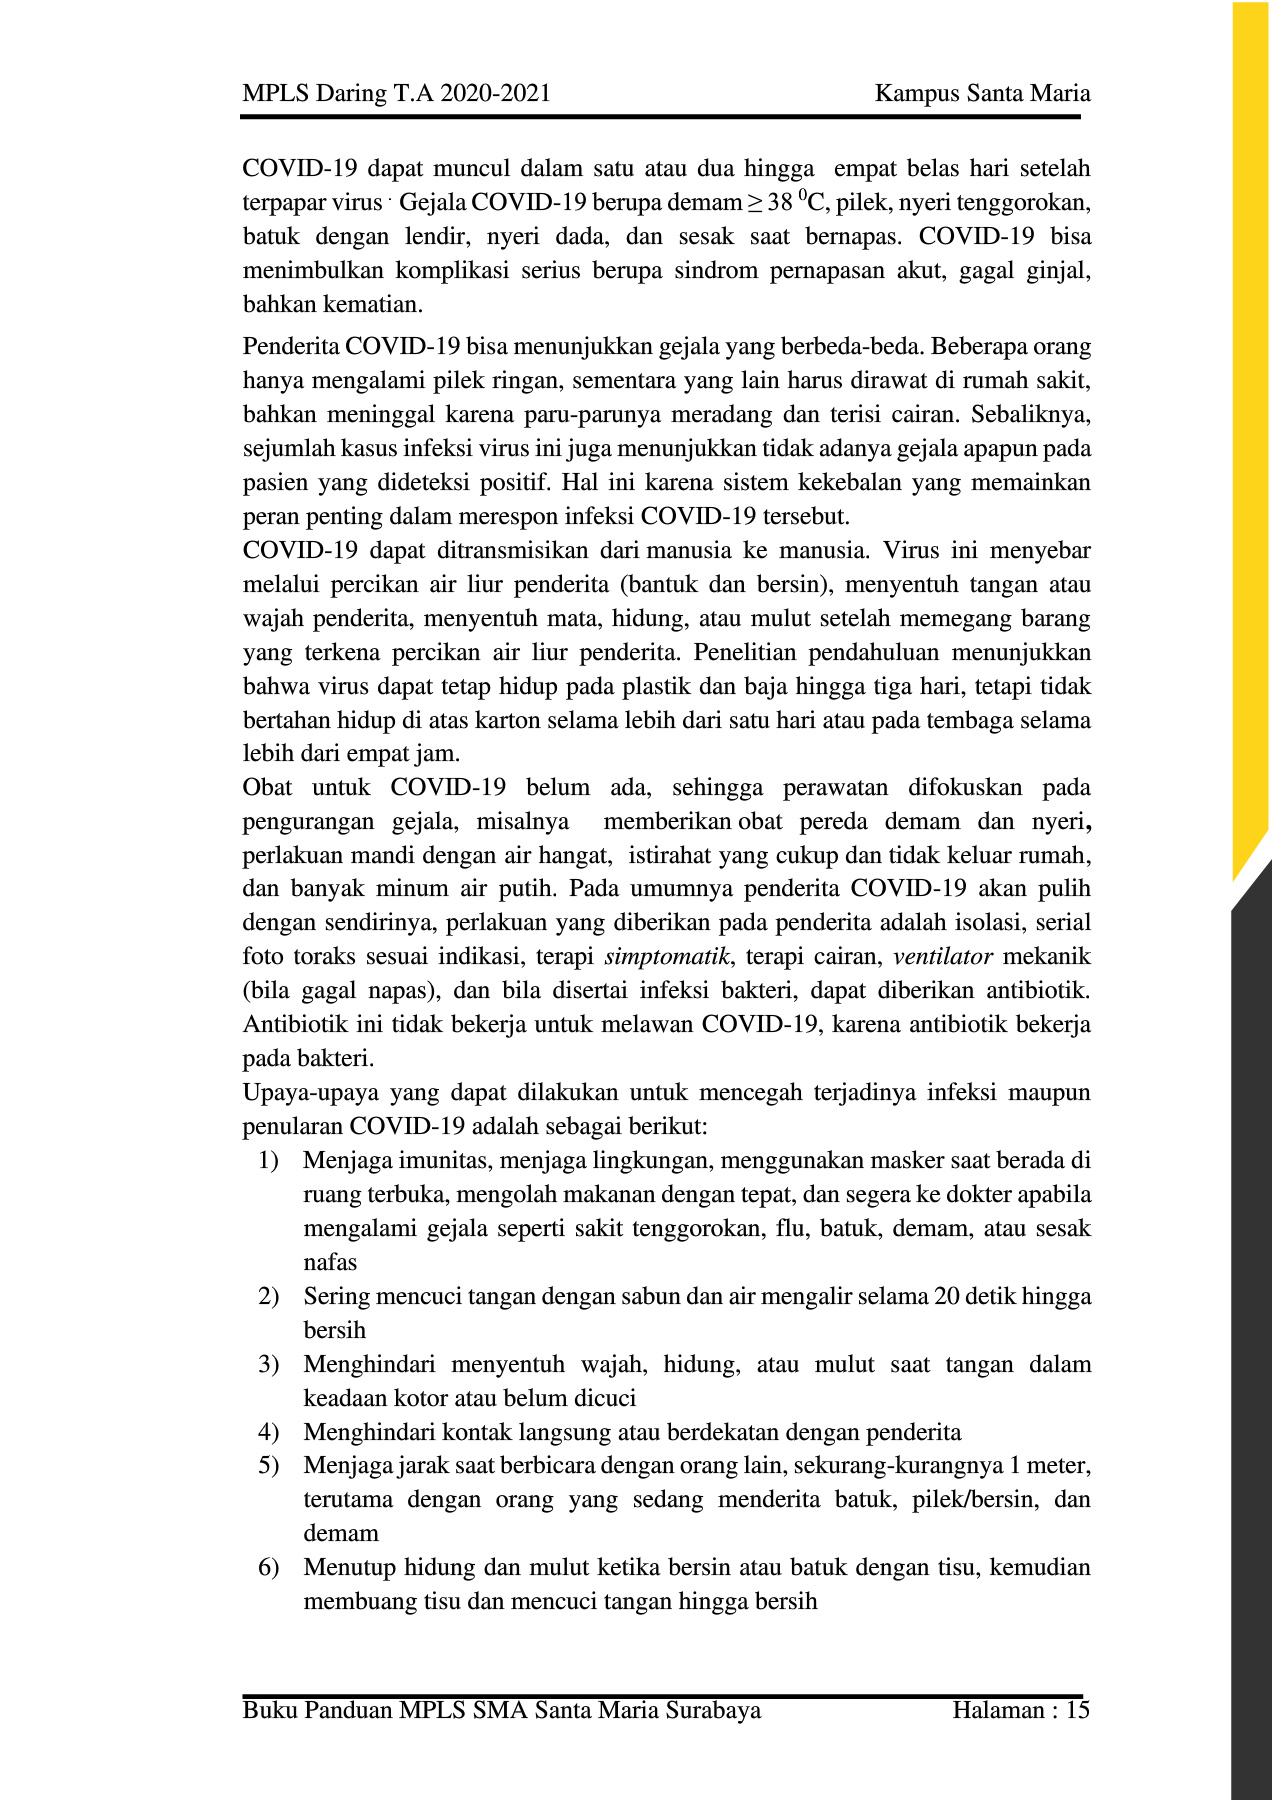 MPLS Daring T.A 2020-2021 Kampus Santa Maria
COVID-19 dapat muncul dalam satu atau dua hingga empat belas hari setelah
terpapar virus . Gejala COVID-19 berupa demam ≥ 38 ⁰C, pilek, nyeri tenggorokan,
batuk dengan lendir, nyeri dada, dan sesak saat bernapas. COVID-19 bisa
menimbulkan komplikasi serius berupa sindrom pernapasan akut, gagal ginjal,
bahkan kematian.
Penderita COVID-19 bisa menunjukkan gejala yang berbeda-beda. Beberapa orang
hanya mengalami pilek ringan, sementara yang lain harus dirawat di rumah sakit,
bahkan meninggal karena paru-parunya meradang dan terisi cairan. Sebaliknya,
sejumlah kasus infeksi virus ini juga menunjukkan tidak adanya gejala apapun pada
pasien yang dideteksi positif. Hal ini karena sistem kekebalan yang memainkan
peran penting dalam merespon infeksi COVID-19 tersebut.
COVID-19 dapat ditransmisikan dari manusia ke manusia. Virus ini menyebar
melalui percikan air liur penderita (bantuk dan bersin), menyentuh tangan atau
wajah penderita, menyentuh mata, hidung, atau mulut setelah memegang barang
yang terkena percikan air liur penderita. Penelitian pendahuluan menunjukkan
bahwa virus dapat tetap hidup pada plastik dan baja hingga tiga hari, tetapi tidak
bertahan hidup di atas karton selama lebih dari satu hari atau pada tembaga selama
lebih dari empat jam.
Obat untuk COVID-19 belum ada, sehingga perawatan difokuskan pada
pengurangan gejala, misalnya memberikan obat pereda demam dan nyeri,
perlakuan mandi dengan air hangat, istirahat yang cukup dan tidak keluar rumah,
dan banyak minum air putih. Pada umumnya penderita COVID-19 akan pulih
dengan sendirinya, perlakuan yang diberikan pada penderita adalah isolasi, serial
foto toraks sesuai indikasi, terapi simptomatik, terapi cairan, ventilator mekanik
(bila gagal napas), dan bila disertai infeksi bakteri, dapat diberikan antibiotik.
Antibiotik ini tidak bekerja untuk melawan COVID-19, karena antibiotik bekerja
pada bakteri.
Upaya-upaya yang dapat dilakukan untuk mencegah terjadinya infeksi maupun
penularan COVID-19 adalah sebagai berikut:
1) Menjaga imunitas, menjaga lingkungan, menggunakan masker saat berada di
ruang terbuka, mengolah makanan dengan tepat, dan segera ke dokter apabila
mengalami gejala seperti sakit tenggorokan, flu, batuk, demam, atau sesak
nafas
2) Sering mencuci tangan dengan sabun dan air mengalir selama 20 detik hingga
bersih
3) Menghindari menyentuh wajah, hidung, atau mulut saat tangan dalam
keadaan kotor atau belum dicuci
4) Menghindari kontak langsung atau berdekatan dengan penderita
5) Menjaga jarak saat berbicara dengan orang lain, sekurang-kurangnya 1 meter,
terutama dengan orang yang sedang menderita batuk, pilek/bersin, dan
demam
6) Menutup hidung dan mulut ketika bersin atau batuk dengan tisu, kemudian
membuang tisu dan mencuci tangan hingga bersih
Buku Panduan MPLS SMA Santa Maria Surabaya Halaman : 15